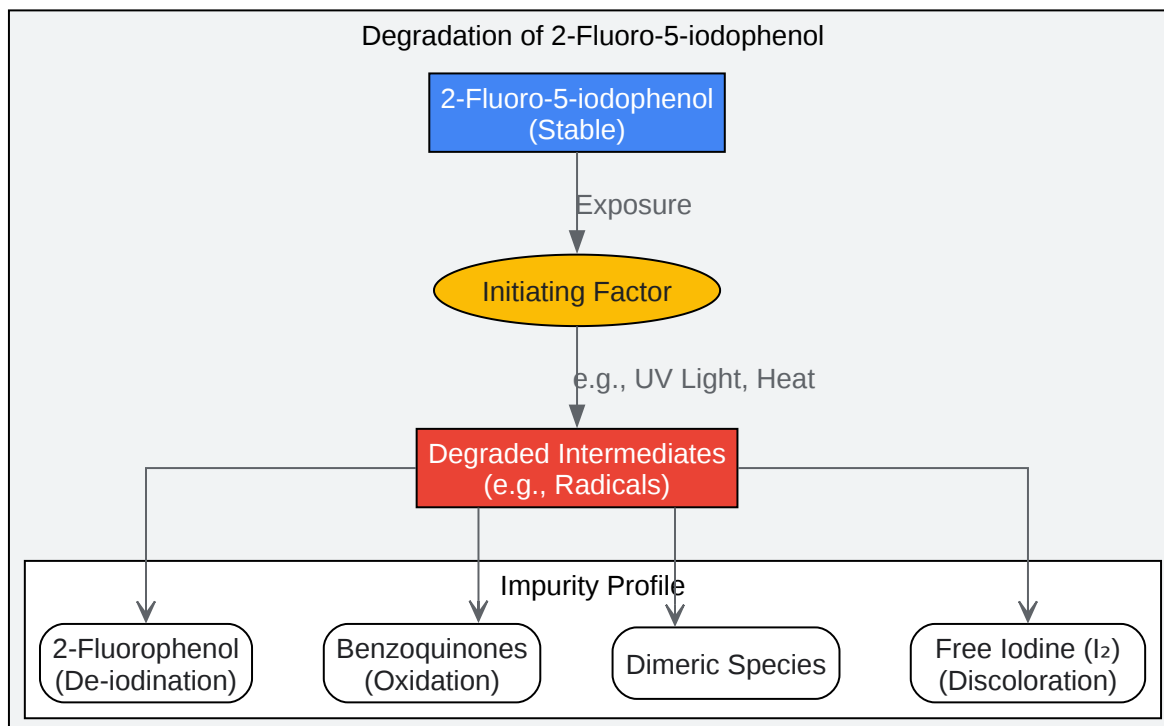 Degradation of 2-Fluoro-5-iodophenol
2-Fluoro-5-iodophenol
(Stable)
Exposure
Initiating Factor
e.g., UV Light, Heat
Degraded Intermediates
(e.g., Radicals)
Impurity Profile
2-Fluorophenol
(De-iodination)
Benzoquinones
(Oxidation)
Dimeric Species
Free Iodine (I₂)
(Discoloration)